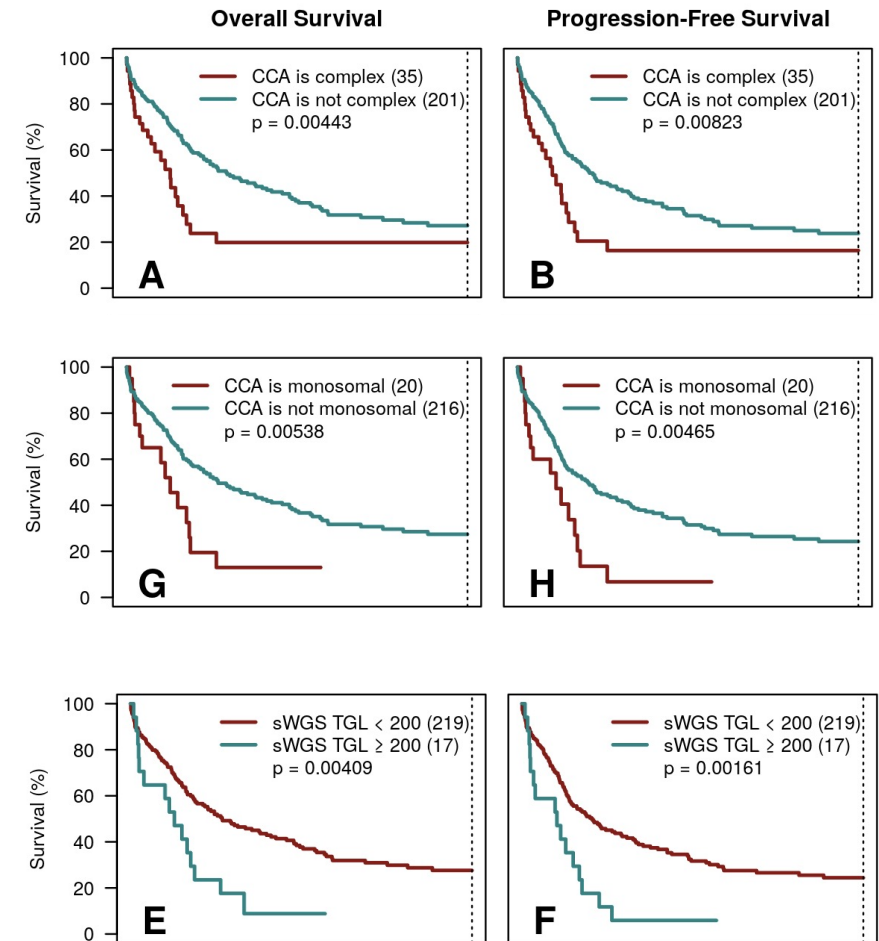 Overall Survival
Progression-Free Survival
Survival (%)
100
80
60
40
20
0
CCA is complex (35)
CCA is not complex (201)
p = 0.00443
A
CCA is complex (35)
CCA is not complex (201)
p = 0.00823
B
Survival (%)
100
80
60
40
20
0
CCA is monosomal (20)
CCA is not monosomal (216)
p = 0.00538
G
CCA is monosomal (20)
CCA is not monosomal (216)
p = 0.00465
H
Survival (%)
100
80
60
40
20
0
sWGS TGL < 200 (219)
sWGS TGL ≥ 200 (17)
p = 0.00409
E
sWGS TGL < 200 (219)
sWGS TGL ≥ 200 (17)
p = 0.00161
F